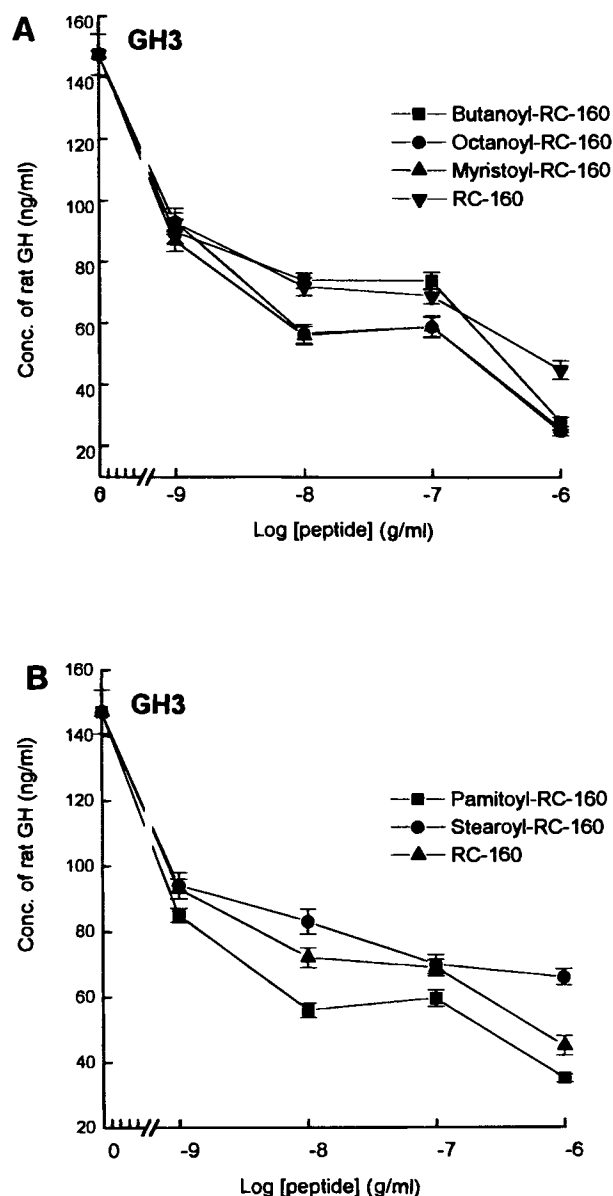 A
GH3
160
140
120
100
80
60
40
20
Conc. of rat GH (ng/ml)
Butanoyl-RC-160
Octanoyl-RC-160
Myristoyl-RC-160
RC-160
0 -9 -8 -7 -6
Log [peptide] (g/ml)
B
GH3
160
140
120
100
80
60
40
20
Conc. of rat GH (ng/ml)
Pamitoyl-RC-160
Stearoyl-RC-160
RC-160
0 -9 -8 -7 -6
Log [peptide] (g/ml)